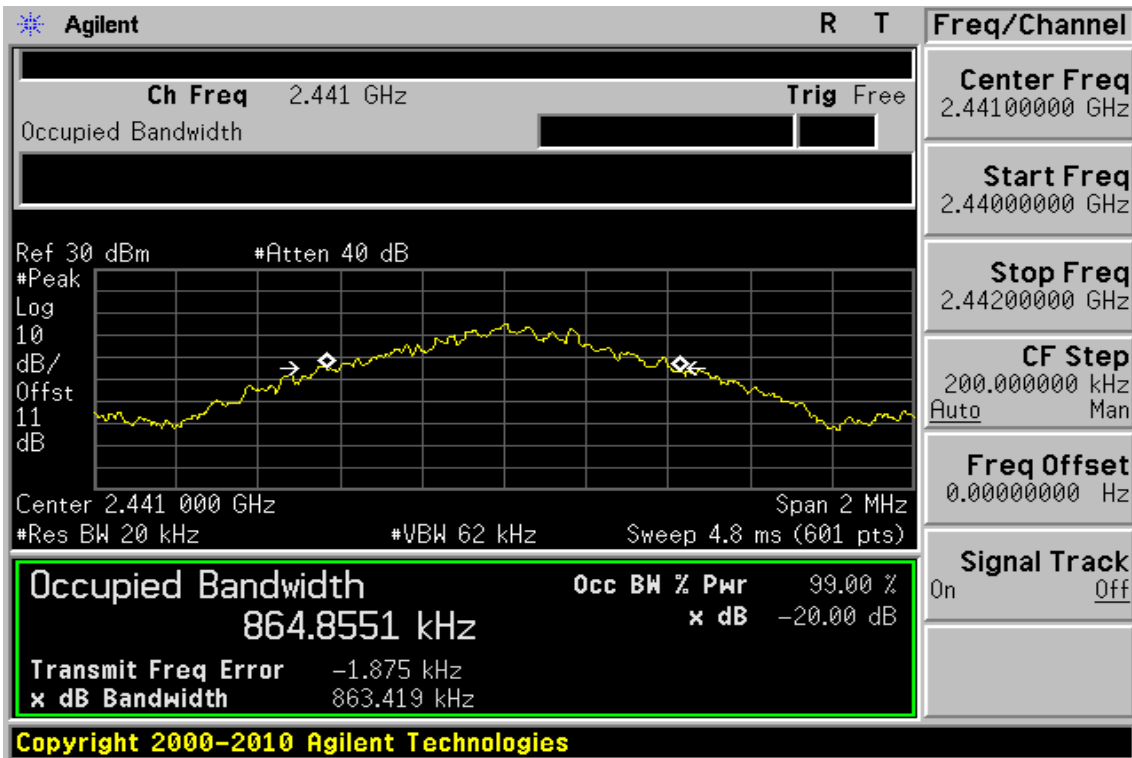 Agilent R T
Ch Freq 2.441 GHz Trig Free
Occupied Bandwidth
Ref 30 dBm #Atten 40 dB
#Peak
Log
10
dB/
Offst
11
dB
Center 2.441 000 GHz Span 2 MHz
#Res BW 20 kHz #VBW 62 kHz Sweep 4.8 ms (601 pts)
Occupied Bandwidth Occ BW % Pwr 99.00 %
864.8551 kHz x dB -20.00 dB
Transmit Freq Error -1.875 kHz
x dB Bandwidth 863.419 kHz
Copyright 2000-2010 Agilent Technologies
Freq/Channel
Center Freq
2.44100000 GHz
Start Freq
2.44000000 GHz
Stop Freq
2.44200000 GHz
CF Step
200.000000 kHz
Auto Man
Freq Offset
0.00000000 Hz
Signal Track
On Off